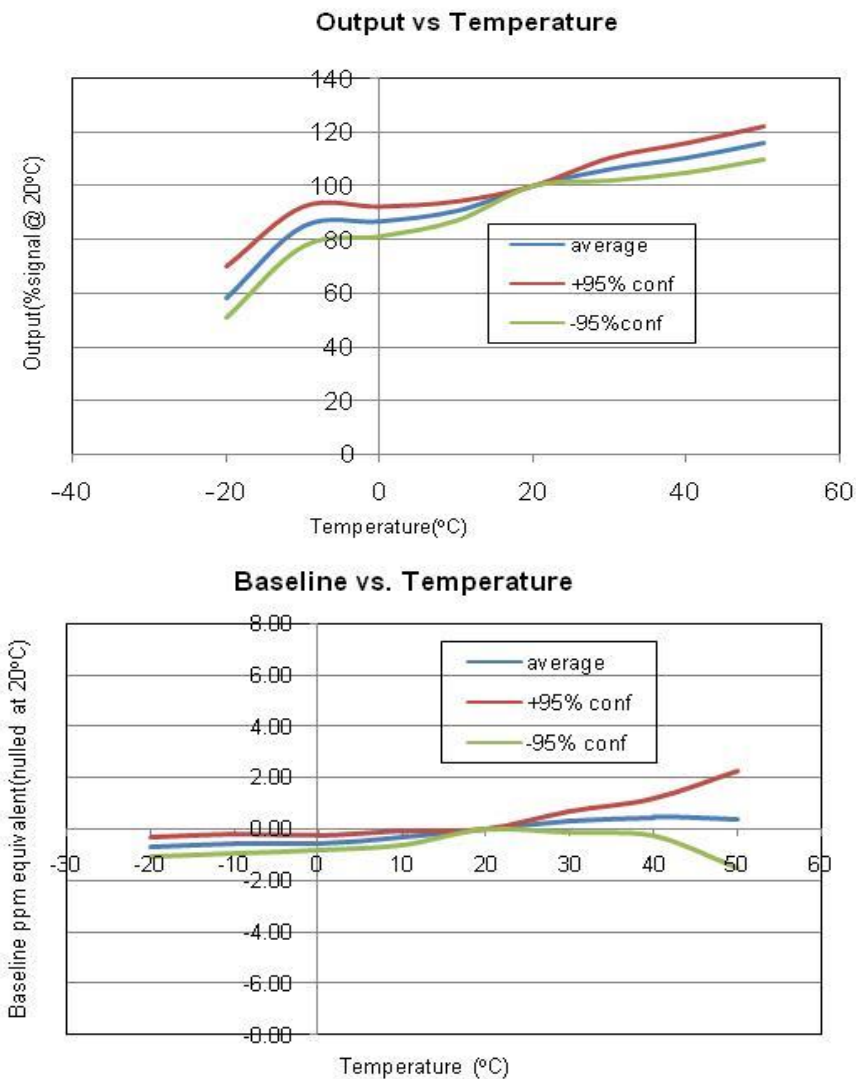 Output vs Temperature
Output(%signal @ 20ºC)
140
120
100
80
60
40
20
0
-40
-20
0
20
40
60
average
+95% conf
-95%conf
Temperature(ºC)
Baseline vs. Temperature
Baseline ppm equivalent(nulled at 20ºC)
8.00
6.00
4.00
2.00
0.00
-2.00
-4.00
-6.00
-8.00
-30
-20
-10
0
10
20
30
40
50
60
average
+95% conf
-95% conf
Temperature (ºC)